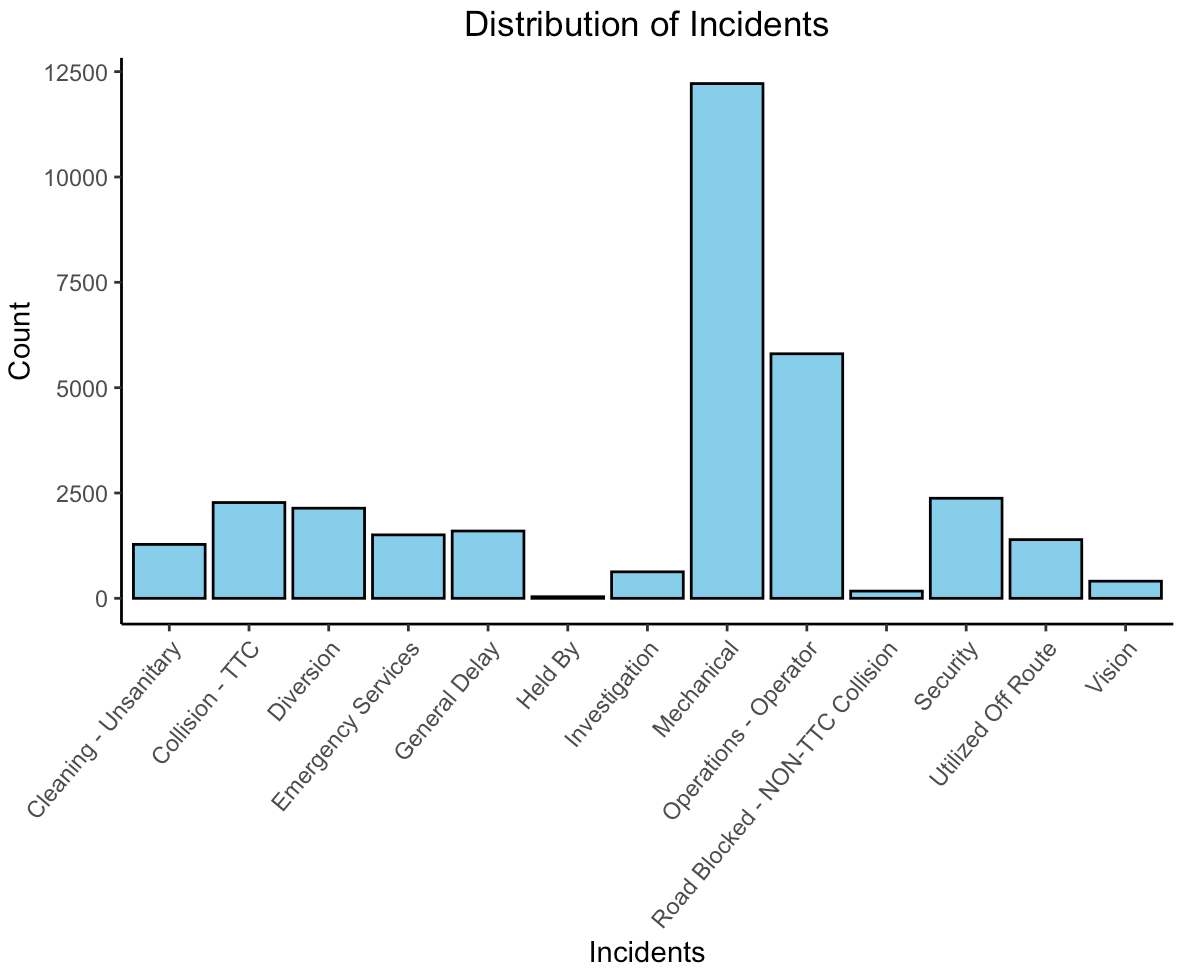 Distribution of Incidents
12500
10000
7500
5000
2500
0
Count
Cleaning - Unsanitary
Collision - TTC
Diversion
Emergency Services
General Delay
Held By
Investigation
Mechanical
Operations - Operator
Road Blocked - NON-TTC Collision
Security
Utilized Off Route
Vision
Incidents